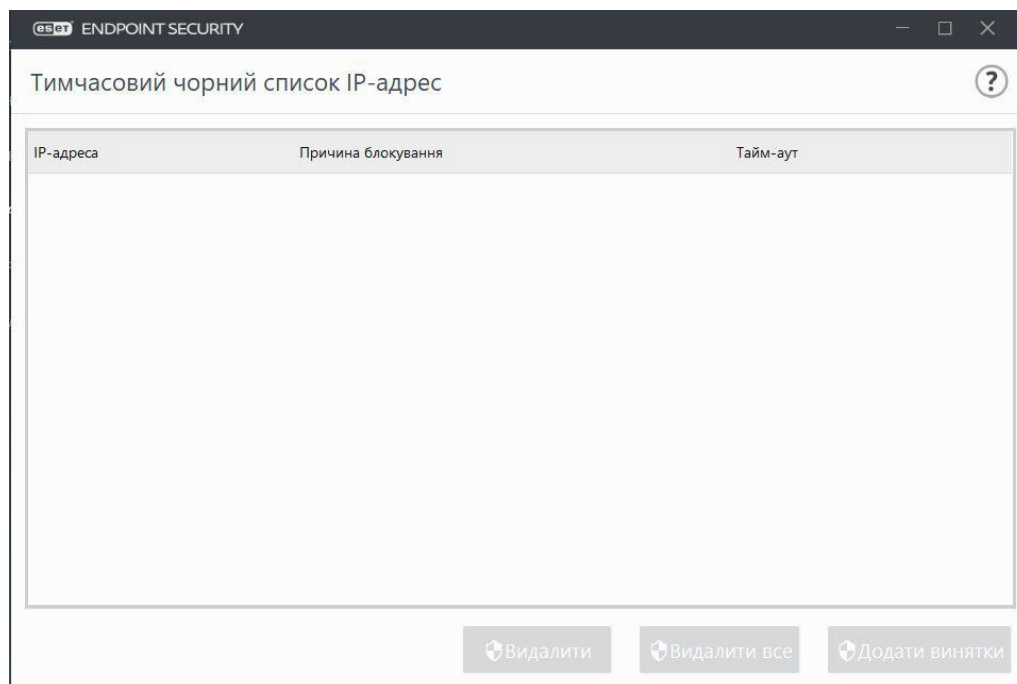 eset ENDPOINT SECURITY
Тимчасовий чорний список IP-адрес
?
IP-адреса Причина блокування Тайм-аут
Видалити Видалити все Додати винятки